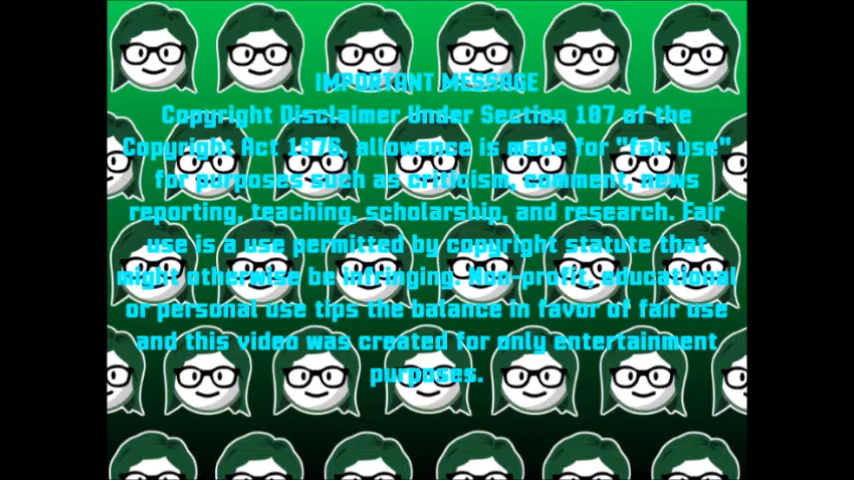 IMPORTANT MESSAGE
Copyright Disclaimer Under Section 107 of the
Copyright Act 1976, allowance is made for "fair use"
for purposes such as criticism, comment, news
reporting, teaching, scholarship, and research. Fair
use is a use permitted by copyright statute that
might otherwise be infringing. Non-profit, educational
or personal use tips the balance in favor of fair use
and this video was created for only entertainment
purposes.